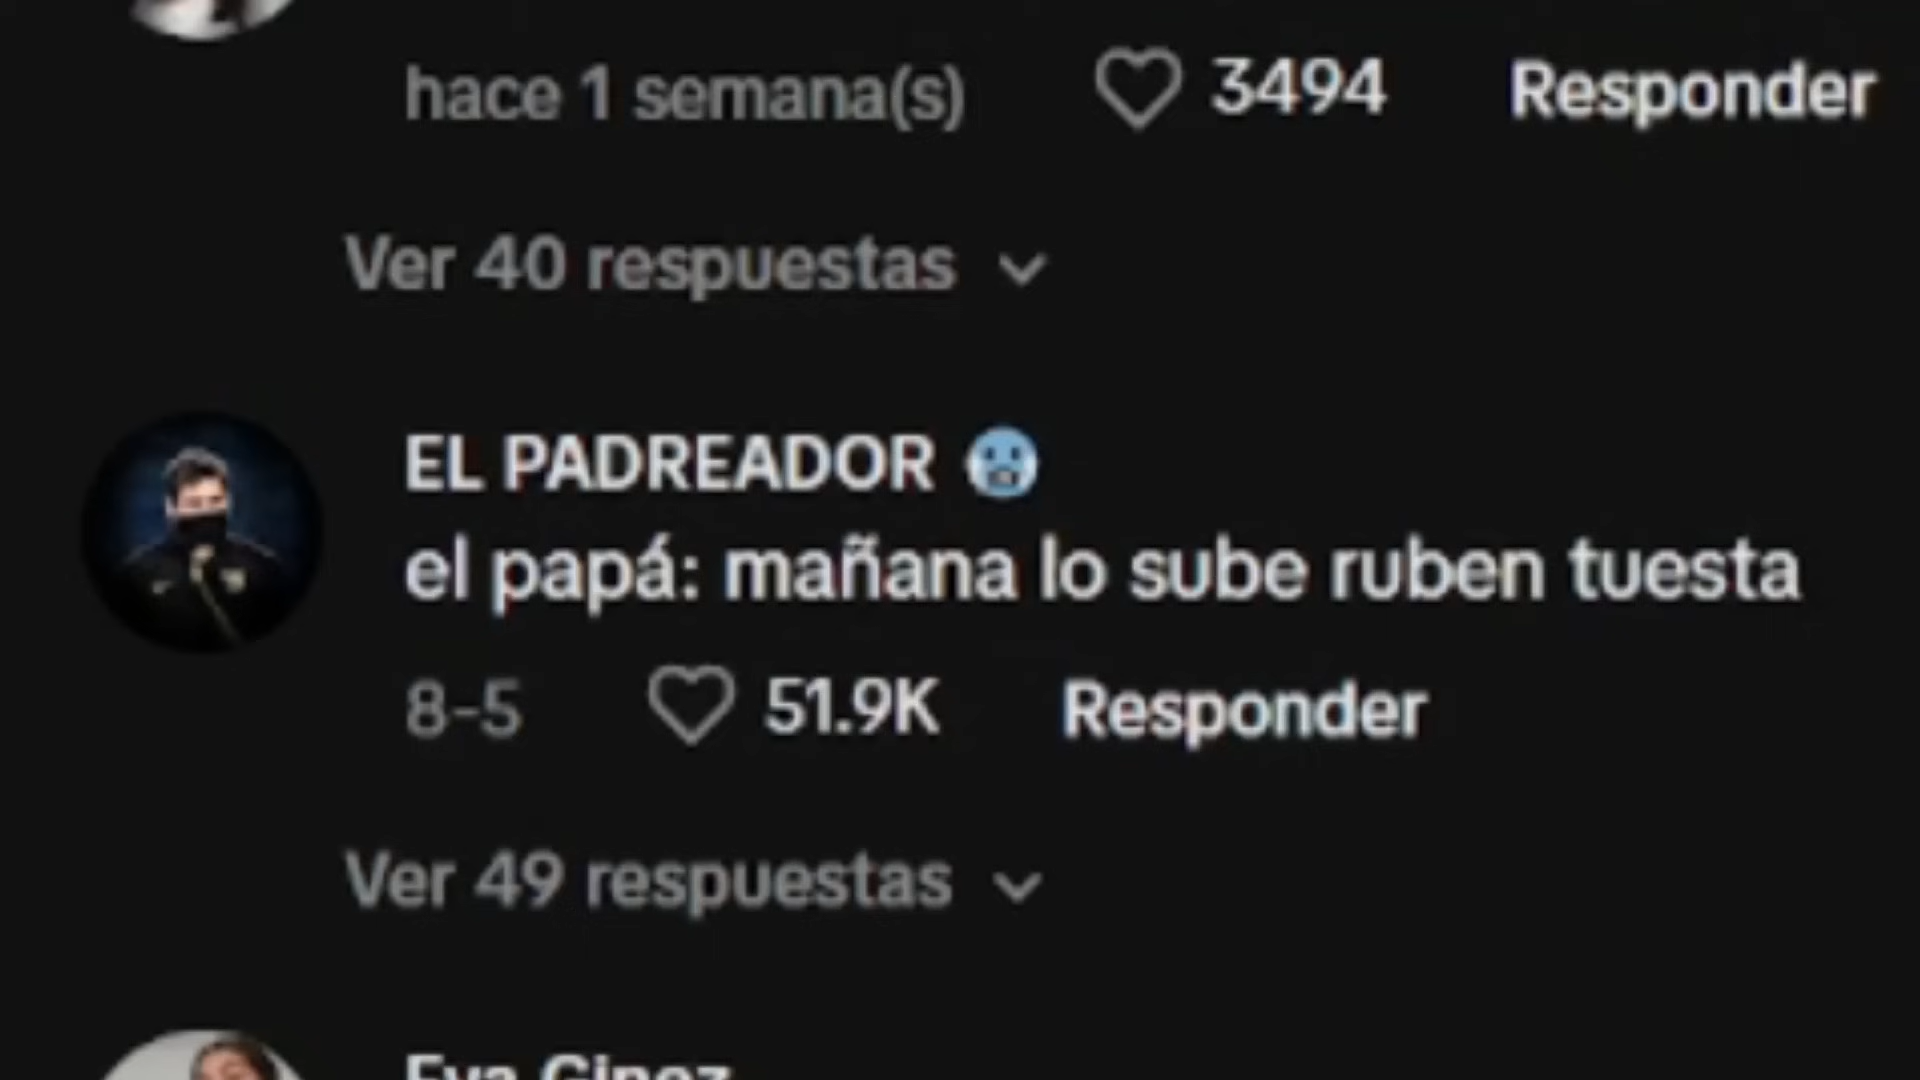 hace 1 semana(s) 3494 Responder
Ver 40 respuestas
EL PADREADOR 🥶
el papá: mañana lo sube ruben tuesta
8-5 51.9K Responder
Ver 49 respuestas
Eva Ginez